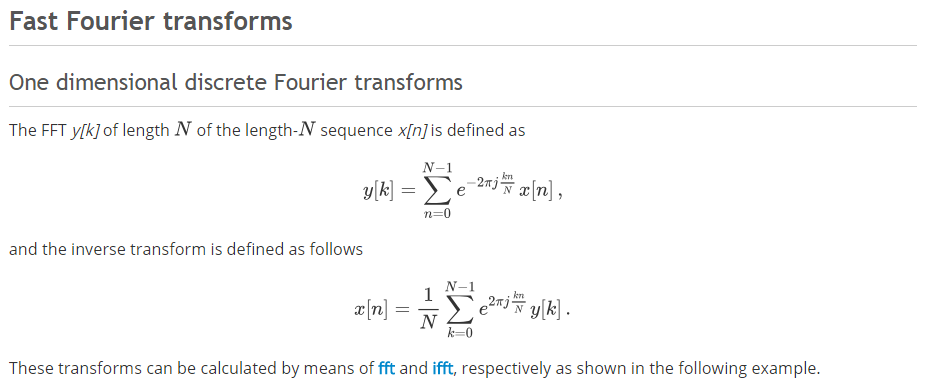 Fast Fourier transforms
One dimensional discrete Fourier transforms
The FFT y[k] of length N of the length-N sequence x[n] is defined as
y[k] = \sum_{n=0}^{N-1} e^{-2\pi j \frac{kn}{N}} x[n] ,
and the inverse transform is defined as follows
x[n] = \frac{1}{N} \sum_{k=0}^{N-1} e^{2\pi j \frac{kn}{N}} y[k] .
These transforms can be calculated by means of fft and ifft, respectively as shown in the following example.